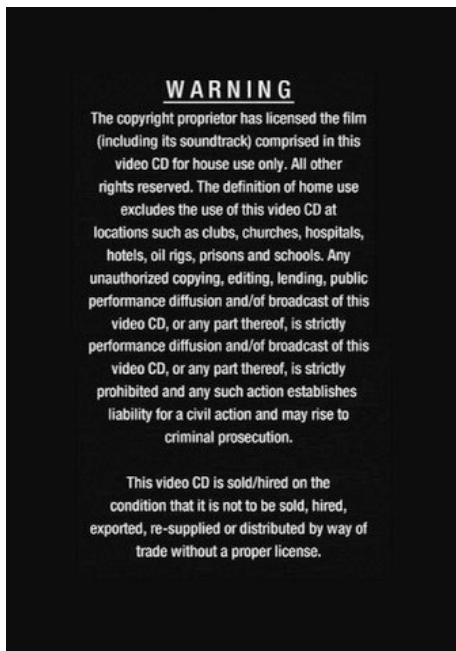 WARNING
The copyright proprietor has licensed the film
(including its soundtrack) comprised in this
video CD for house use only. All other
rights reserved. The definition of home use
excludes the use of this video CD at
locations such as clubs, churches, hospitals,
hotels, oil rigs, prisons and schools. Any
unauthorized copying, editing, lending, public
performance diffusion and/of broadcast of this
video CD, or any part thereof, is strictly
performance diffusion and/of broadcast of this
video CD, or any part thereof, is strictly
prohibited and any such action establishes
liability for a civil action and may rise to
criminal prosecution.
This video CD is sold/hired on the
condition that it is not to be sold, hired,
exported, re-supplied or distributed by way of
trade without a proper license.